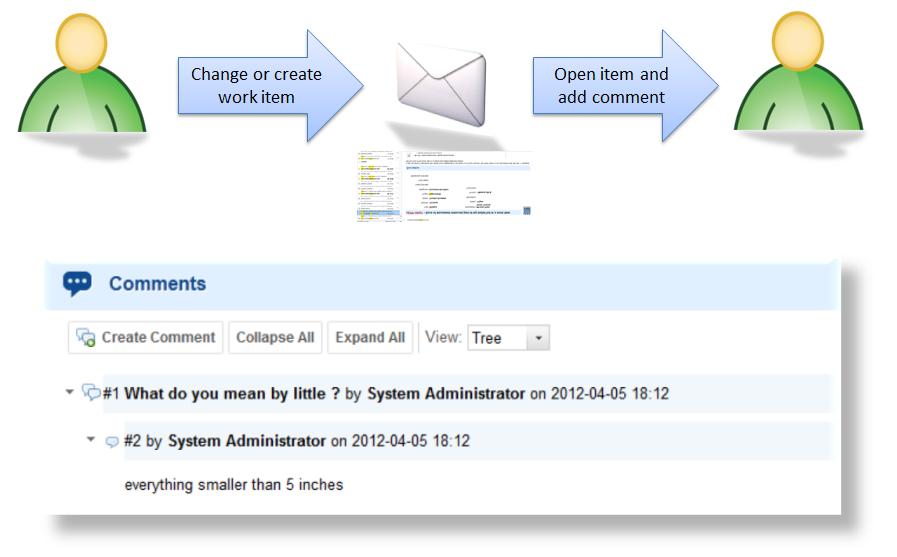 Change or create
work item
Open item and
add comment
Comments
Create Comment
Collapse All
Expand All
View:
Tree
#1 What do you mean by little ? by System Administrator on 2012-04-05 18:12
#2 by System Administrator on 2012-04-05 18:12
everything smaller than 5 inches